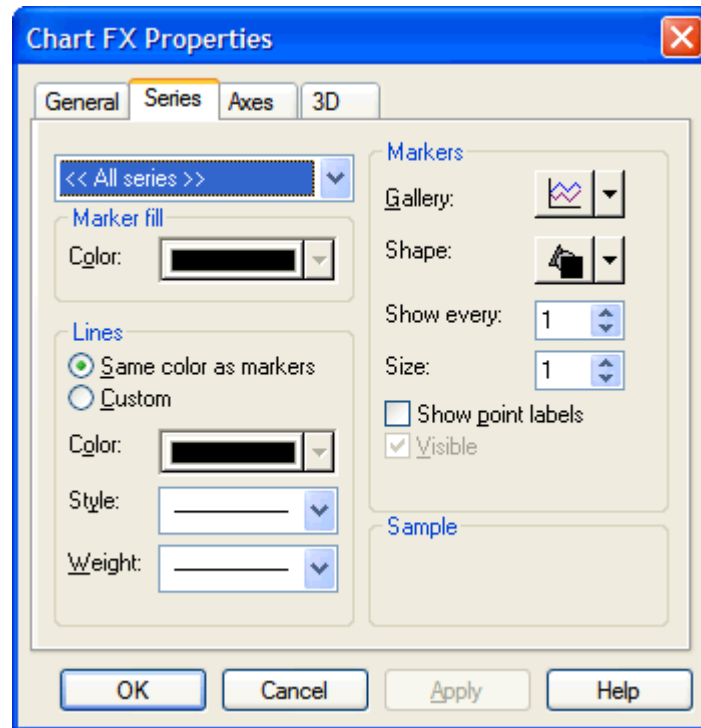 Chart FX Properties
General Series Axes 3D
<< All series >>
Marker fill
Color:
Lines
Same color as markers
Custom
Color:
Style:
Weight:
Markers
Gallery:
Shape:
Show every: 1
Size: 1
Show point labels
Visible
Sample
OK Cancel Apply Help